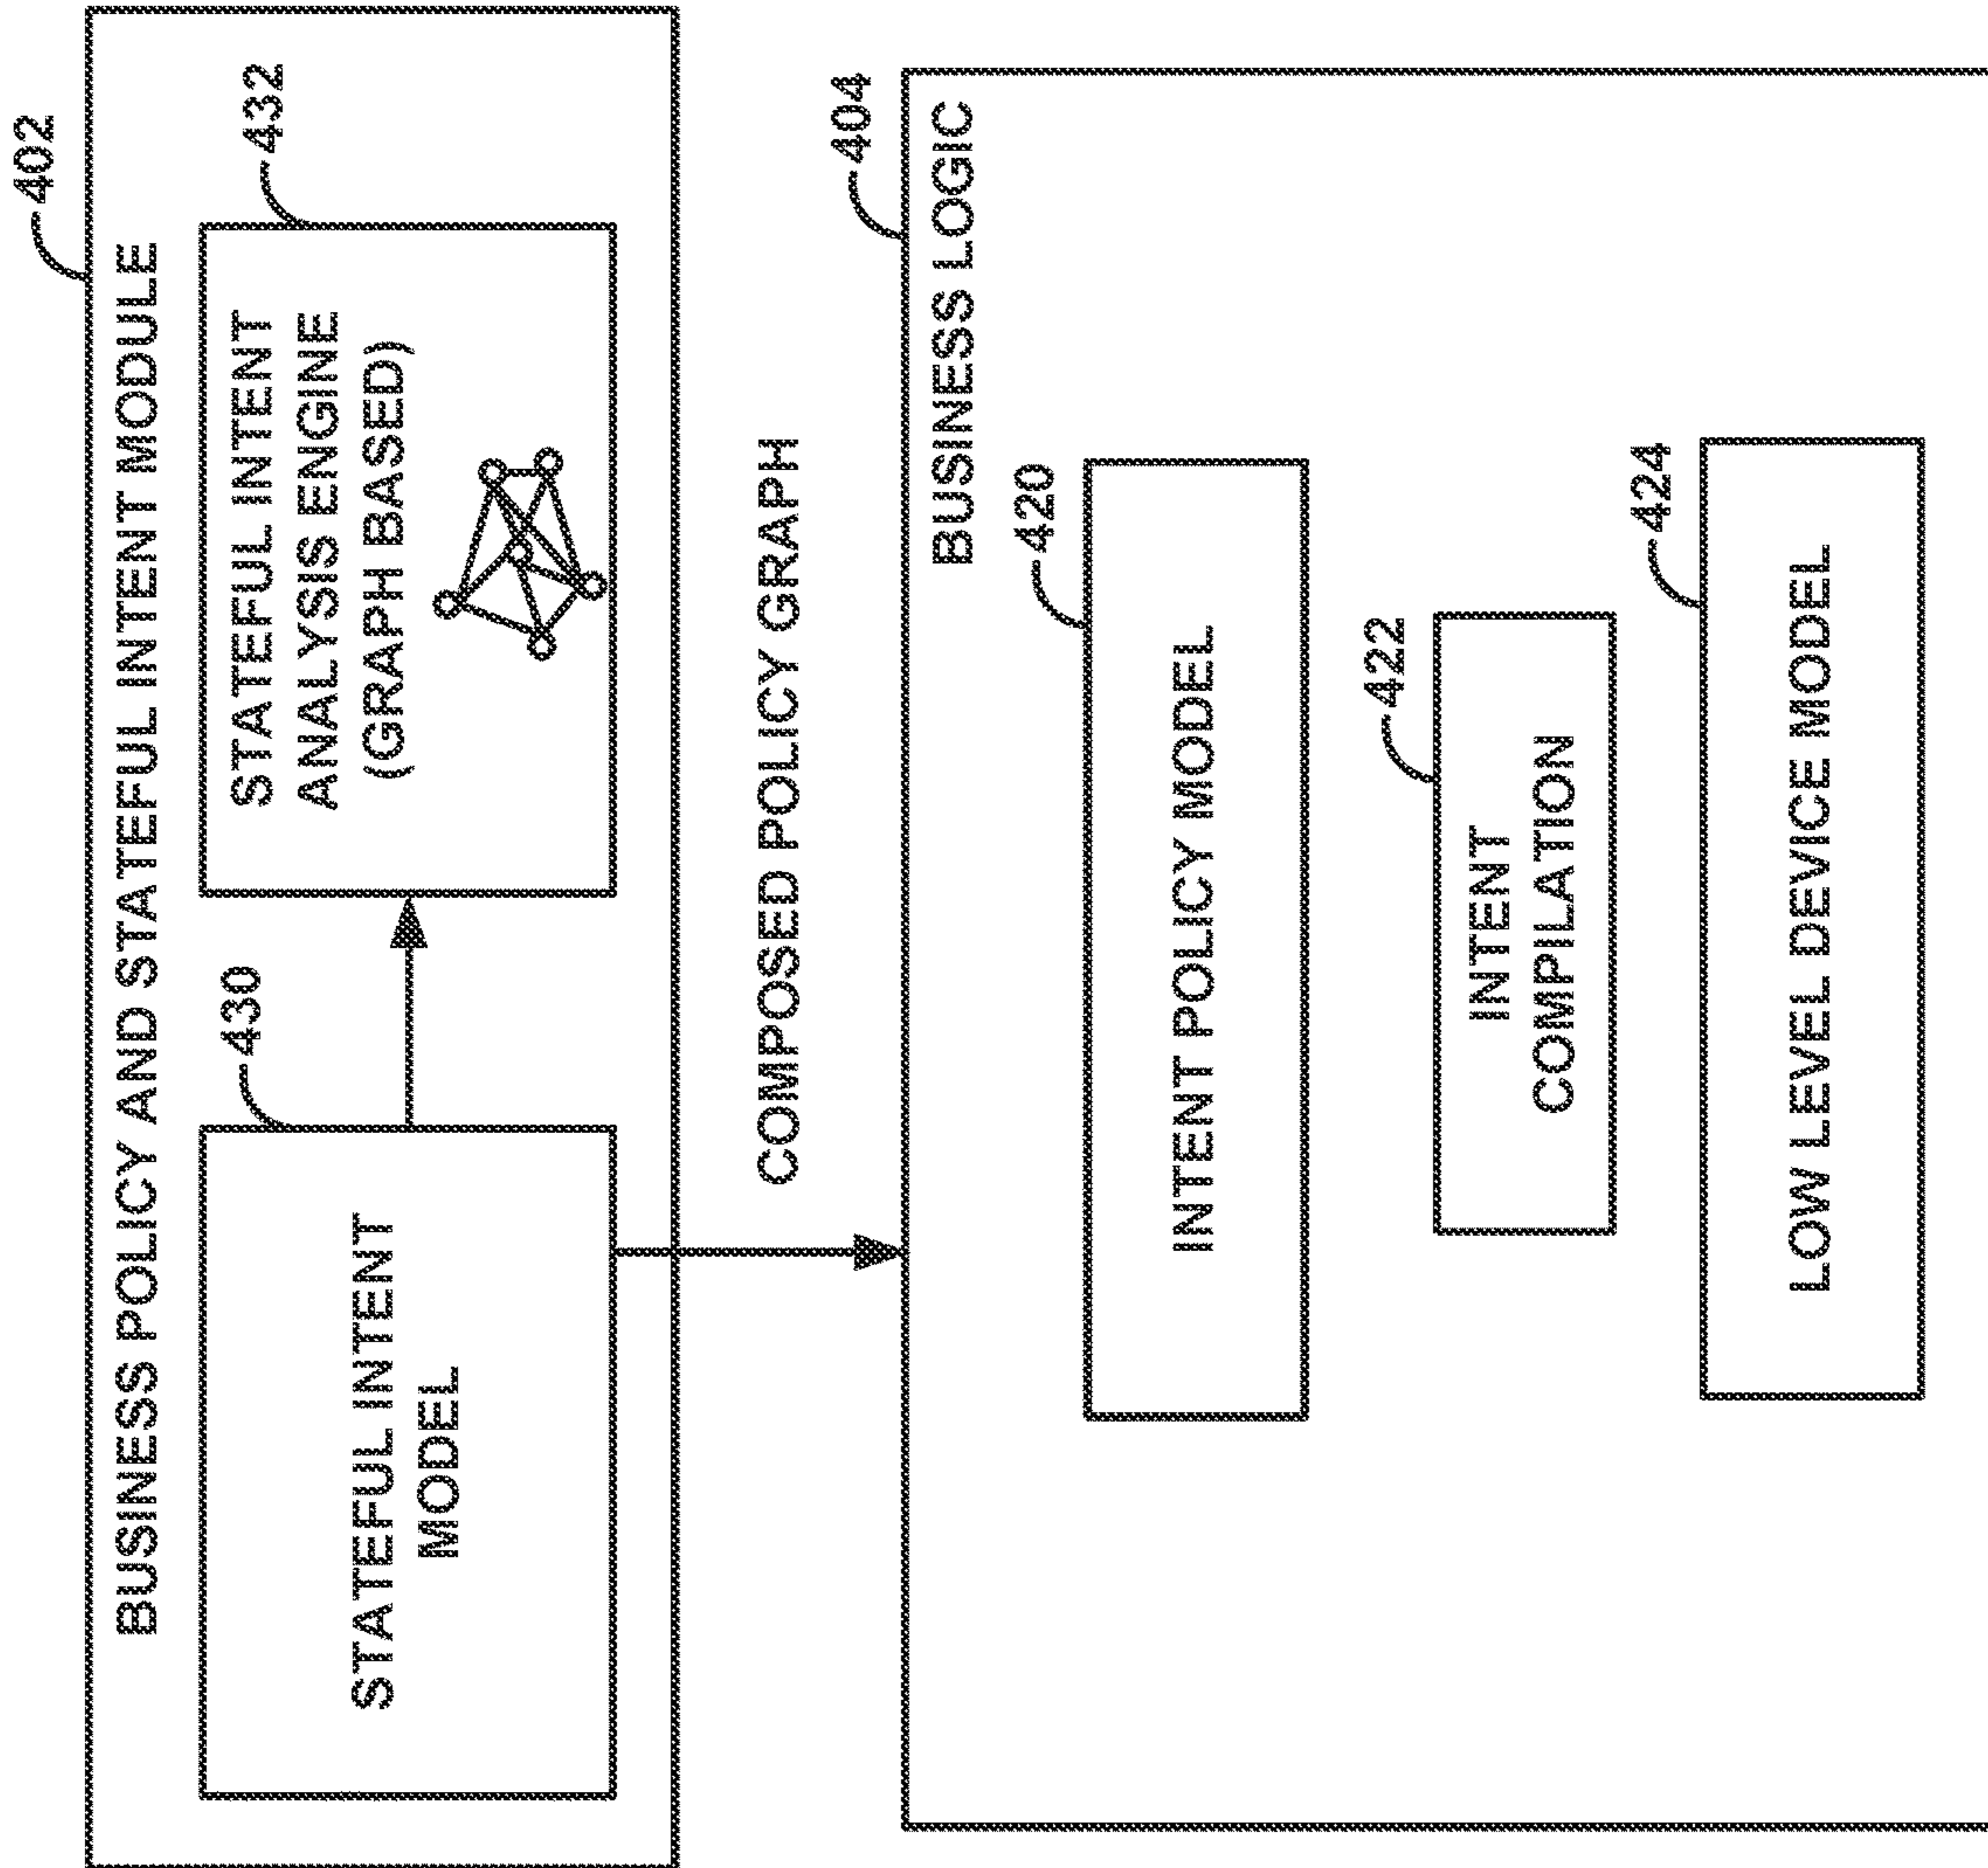 402
BUSINESS POLICY AND STATEFUL INTENT MODULE
430
STATEFUL INTENT
MODEL
432
STATEFUL INTENT
ANALYSIS ENGINE
(GRAPH BASED)
COMPOSED POLICY GRAPH
404
BUSINESS LOGIC
420
INTENT POLICY MODEL
422
INTENT
COMPILATION
424
LOW LEVEL DEVICE MODEL